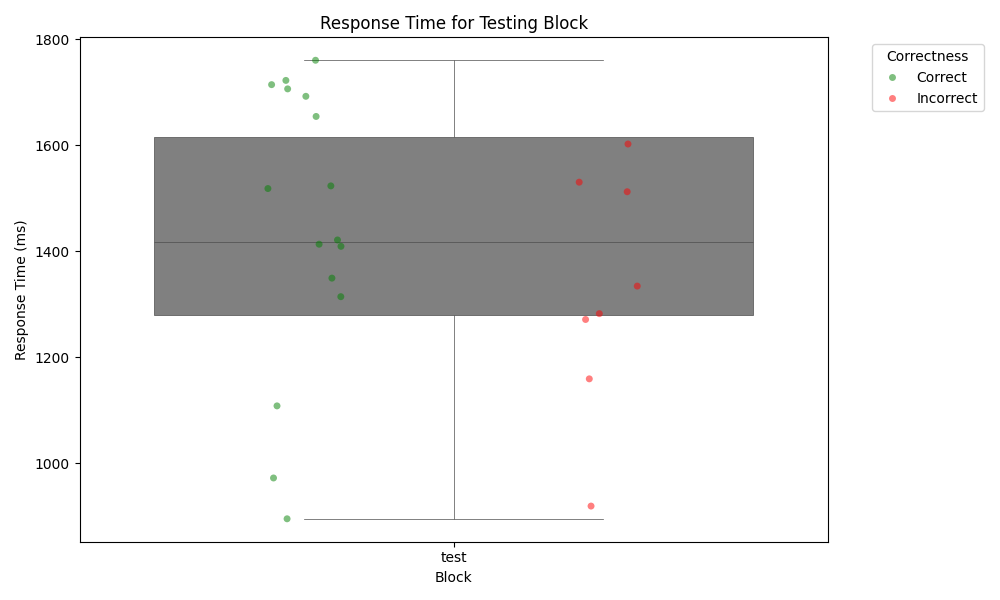 Response Time for Testing Block
Correctness
Correct
Incorrect
Response Time (ms)
1800
1600
1400
1200
1000
test
Block